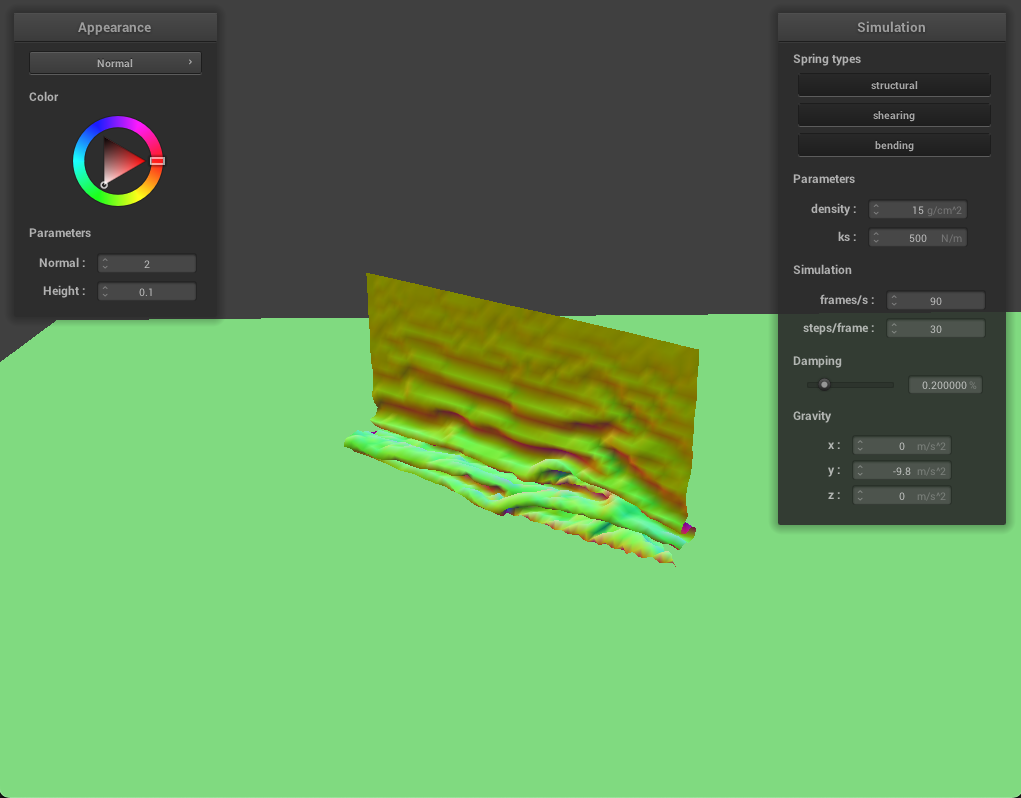 Appearance
Normal
Color
Parameters
Normal : 2
Height : 0.1
Simulation
Spring types
structural
shearing
bending
Parameters
density : 15 g/cm^2
ks : 500 N/m
Simulation
frames/s : 90
steps/frame : 30
Damping
0.200000 %
Gravity
x : 0 m/s^2
y : -9.8 m/s^2
z : 0 m/s^2